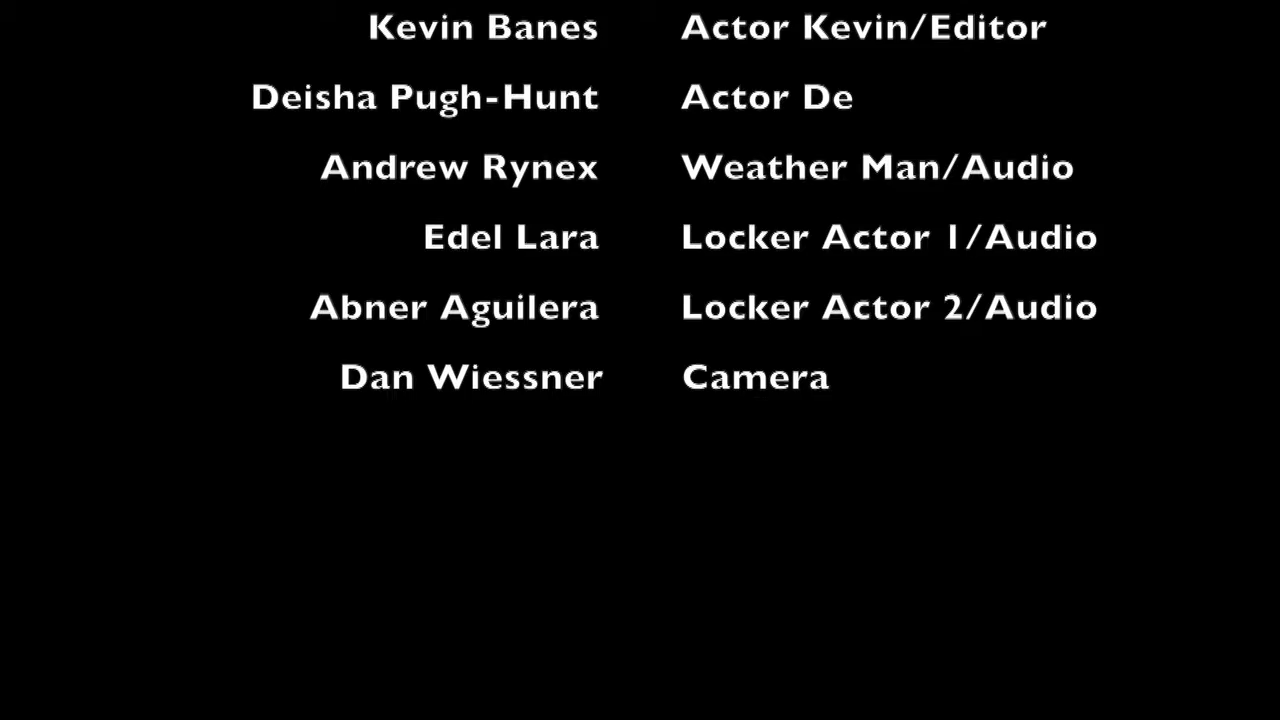 Kevin Banes Actor Kevin/Editor
Deisha Pugh-Hunt Actor De
Andrew Rynex Weather Man/Audio
Edel Lara Locker Actor 1/Audio
Abner Aguilera Locker Actor 2/Audio
Dan Wiessner Camera